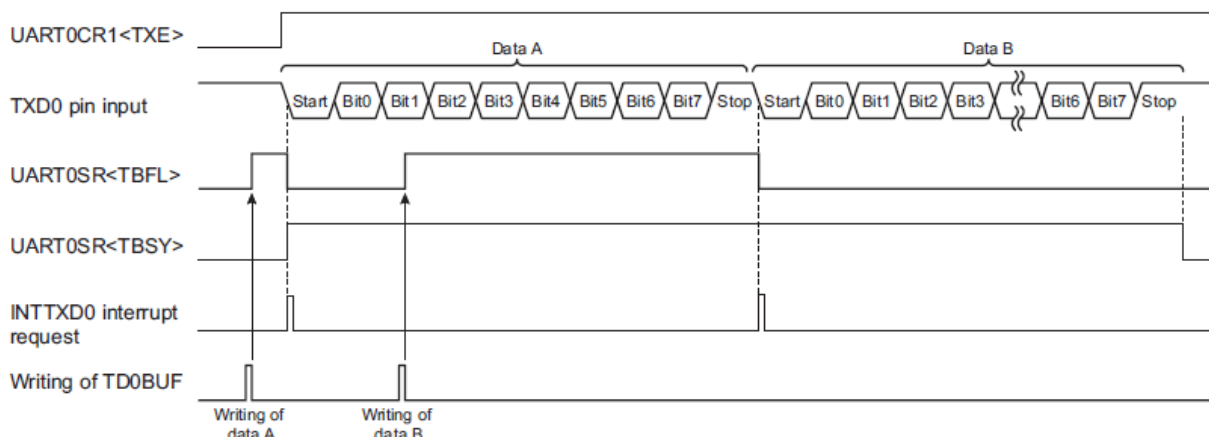 UART0CR1<TXE>
Data A
Data B
TXD0 pin input
Start Bit0 Bit1 Bit2 Bit3 Bit4 Bit5 Bit6 Bit7 Stop Start Bit0 Bit1 Bit2 Bit3 Bit6 Bit7 Stop
UART0SR<TBFL>
UART0SR<TBSY>
INTTXD0 interrupt
request
Writing of TD0BUF
Writing of
data A
Writing of
data B